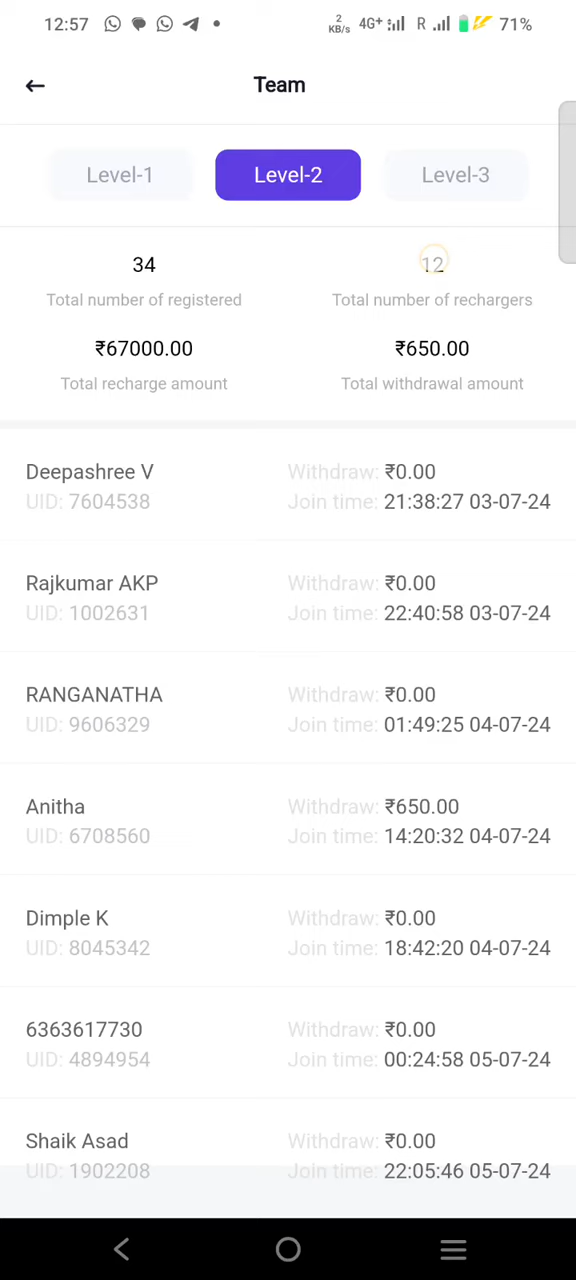 12:57 2 KB/s 4G+ R 71%
Team
Level-1 Level-2 Level-3
34 12
Total number of registered Total number of rechargers
₹67000.00 ₹650.00
Total recharge amount Total withdrawal amount
Deepashree V Withdraw: ₹0.00
UID: 7604538 Join time: 21:38:27 03-07-24
Rajkumar AKP Withdraw: ₹0.00
UID: 1002631 Join time: 22:40:58 03-07-24
RANGANATHA Withdraw: ₹0.00
UID: 9606329 Join time: 01:49:25 04-07-24
Anitha Withdraw: ₹650.00
UID: 6708560 Join time: 14:20:32 04-07-24
Dimple K Withdraw: ₹0.00
UID: 8045342 Join time: 18:42:20 04-07-24
6363617730 Withdraw: ₹0.00
UID: 4894954 Join time: 00:24:58 05-07-24
Shaik Asad Withdraw: ₹0.00
UID: 1902208 Join time: 22:05:46 05-07-24